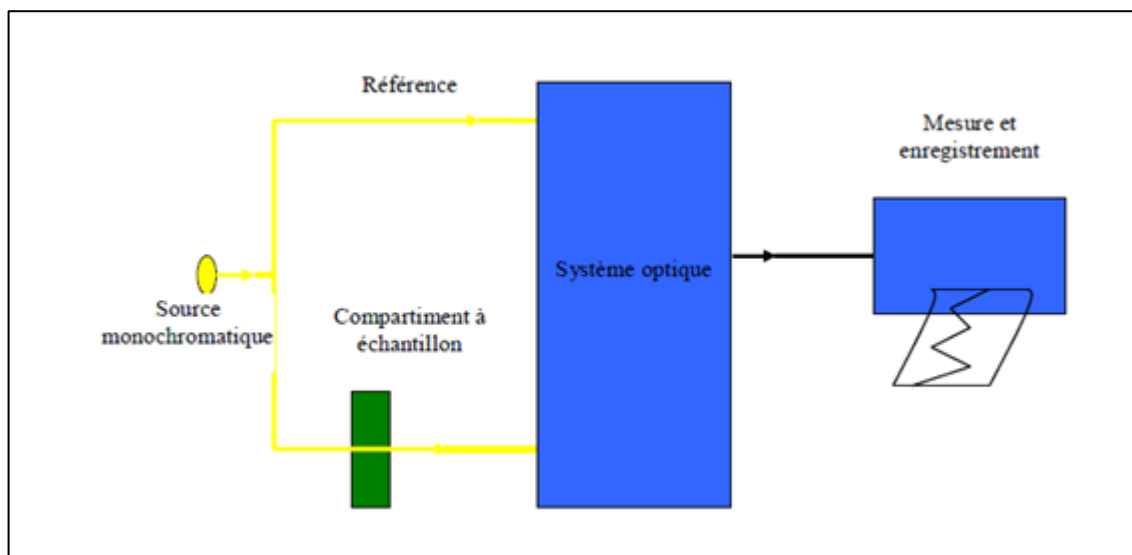 Référence
Mesure et
enregistrement
Système optique
Source
monochromatique
Compartiment à
échantillon